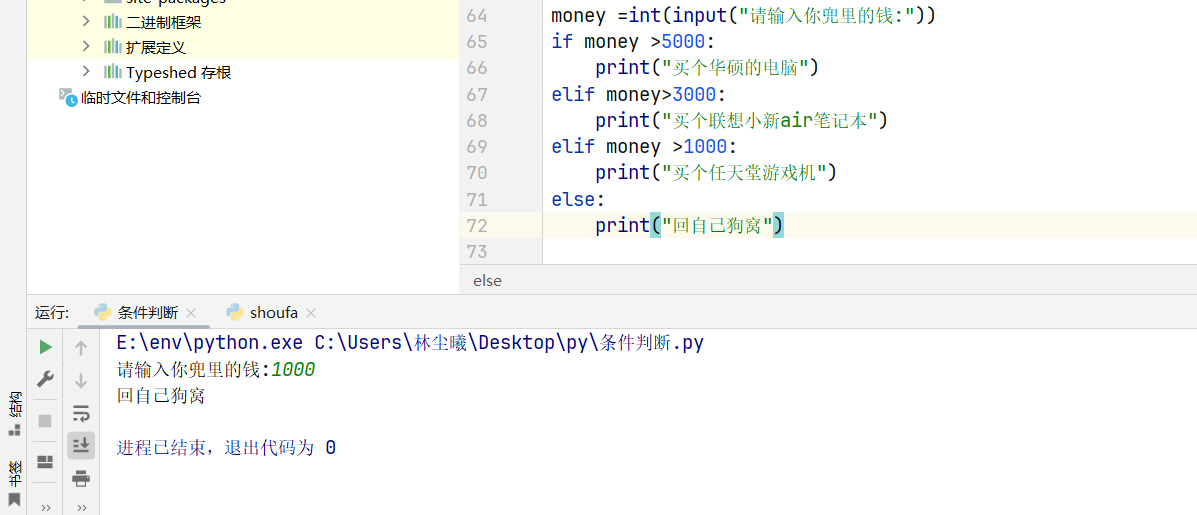 site-packages
二进制框架
扩展定义
Typeshed 存根
临时文件和控制台
64 money =int(input("请输入你兜里的钱:"))
65 if money >5000:
66 print("买个华硕的电脑")
67 elif money>3000:
68 print("买个联想小新air笔记本")
69 elif money >1000:
70 print("买个任天堂游戏机")
71 else:
72 print("回自己狗窝")
73
else
运行: 条件判断 shoufa
E:\env\python.exe C:\Users\林尘曦\Desktop\py\条件判断.py
请输入你兜里的钱:1000
回自己狗窝
进程已结束，退出代码为 0
结构
书签